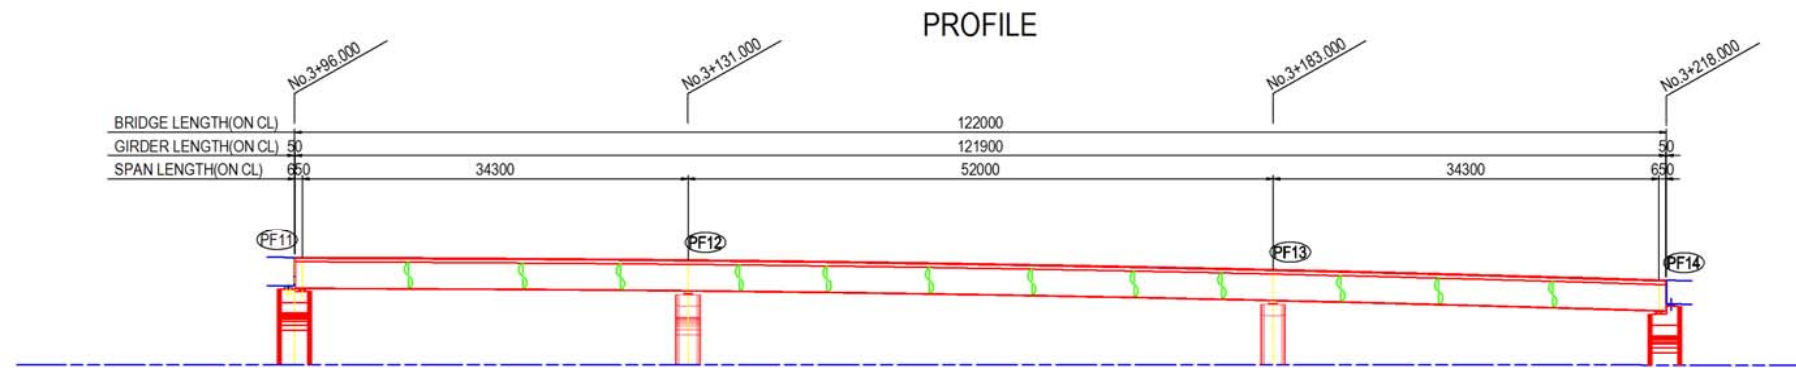 PROFILE
No.3+96.000
No.3+131.000
No.3+183.000
No.3+218.000
BRIDGE LENGTH(ON CL) 122000
GIRDER LENGTH(ON CL) 50 121900 50
SPAN LENGTH(ON CL) 650 34300 52000 34300 650
PF11
PF12
PF13
PF14